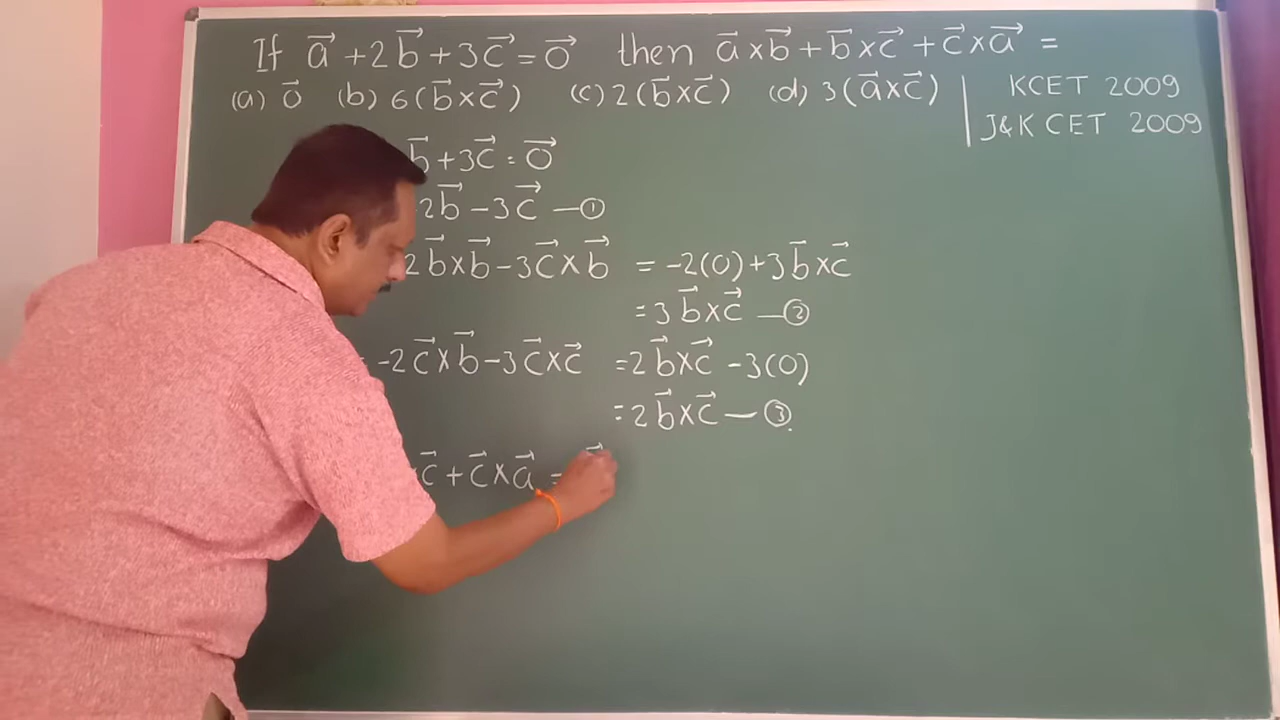 If a⃗ + 2b⃗ + 3c⃗ = 0⃗ then a⃗ × b⃗ + b⃗ × c⃗ + c⃗ × a⃗ =
(a) 0⃗ (b) 6(b⃗ × c⃗) (c) 2(b⃗ × c⃗) (d) 3(a⃗ × c⃗)
KCET 2009
J&K CET 2009
b⃗ + 3c⃗ = 0⃗
2b⃗ − 3c⃗ — ①
2b⃗ × b⃗ − 3c⃗ × b⃗ = −2(0) + 3b⃗ × c⃗
= 3b⃗ × c⃗ — ②
= −2c⃗ × b⃗ − 3c⃗ × c⃗ = 2b⃗ × c⃗ − 3(0)
= 2b⃗ × c⃗ — ③
× c⃗ + c⃗ × a⃗ =